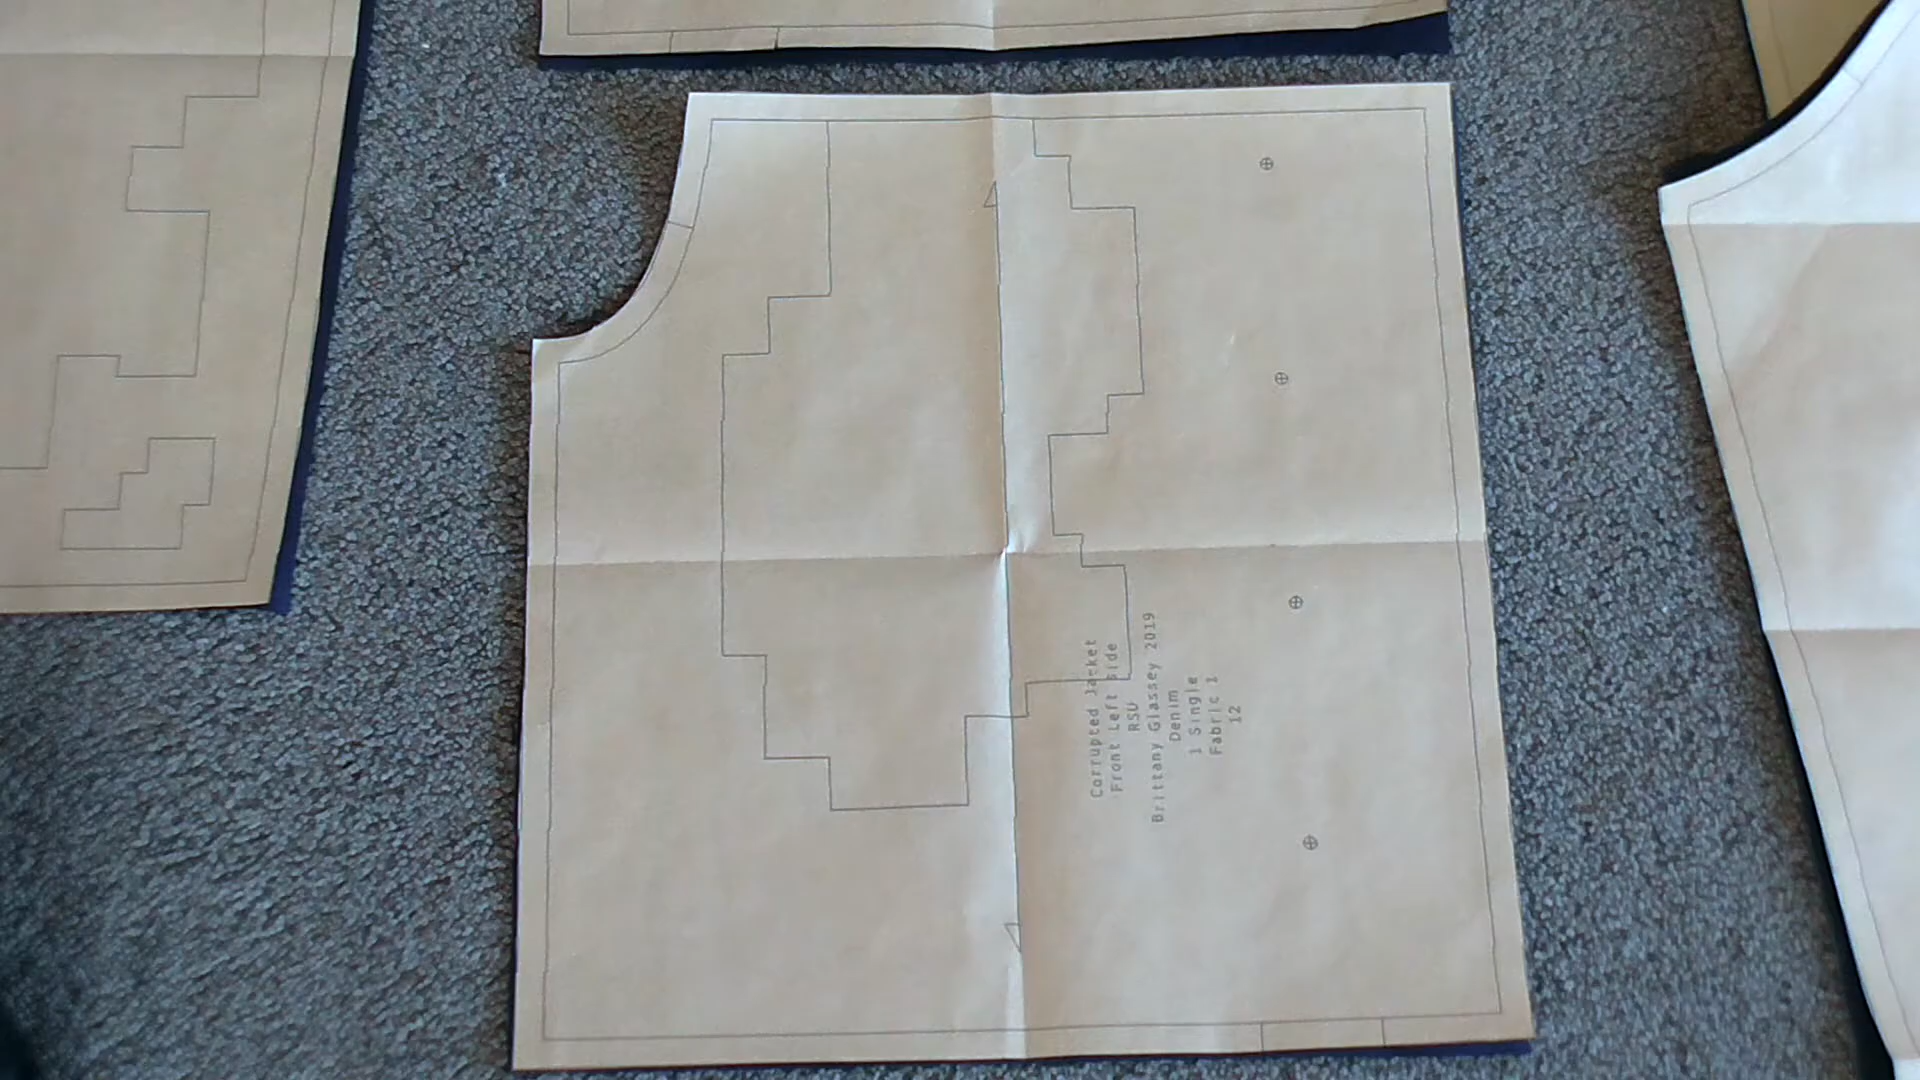 Corrupted Jacket
Front Left Side
RSU
Brittany Glassey 2019
Denim
1 Single
Fabric 1
12